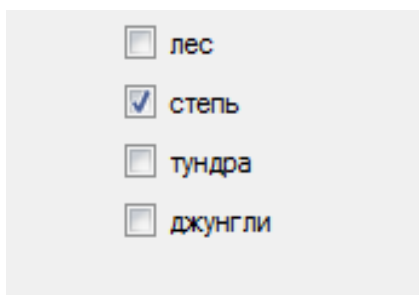 лес
степь
тундра
джунгли